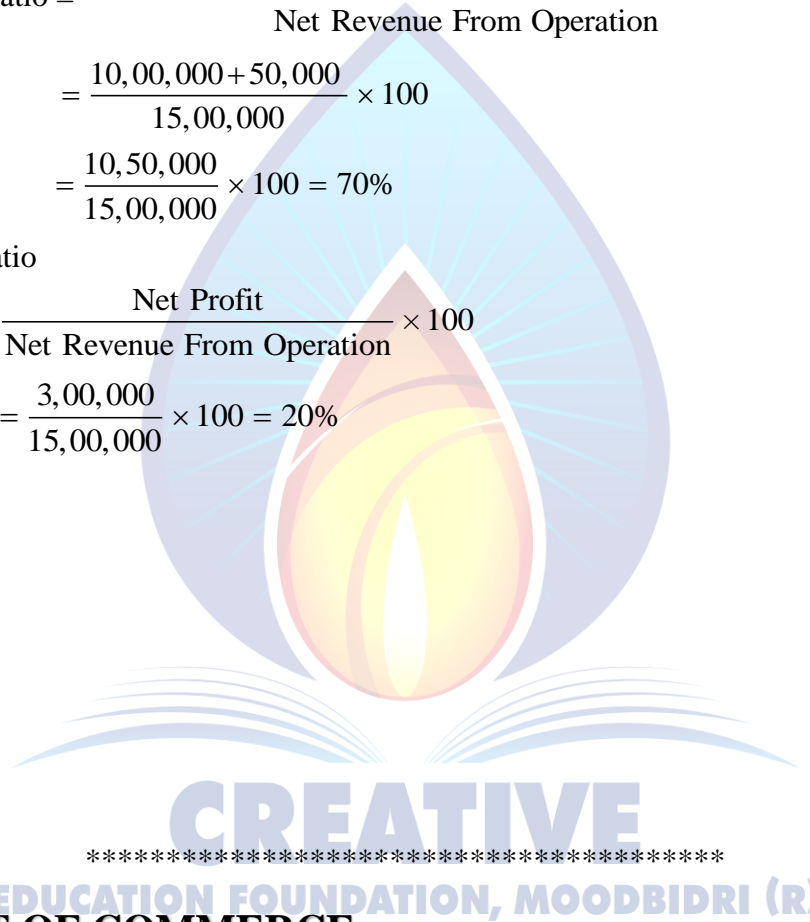 Net Revenue From Operation
= 10,00,000+50,000 / 15,00,000 × 100
= 10,50,000 / 15,00,000 × 100 = 70%
Net Profit / Net Revenue From Operation × 100
= 3,00,000 / 15,00,000 × 100 = 20%
CREATIVE
****************************************
EDUCATION FOUNDATION, MOODBIDRI (R)
OF COMMERCE